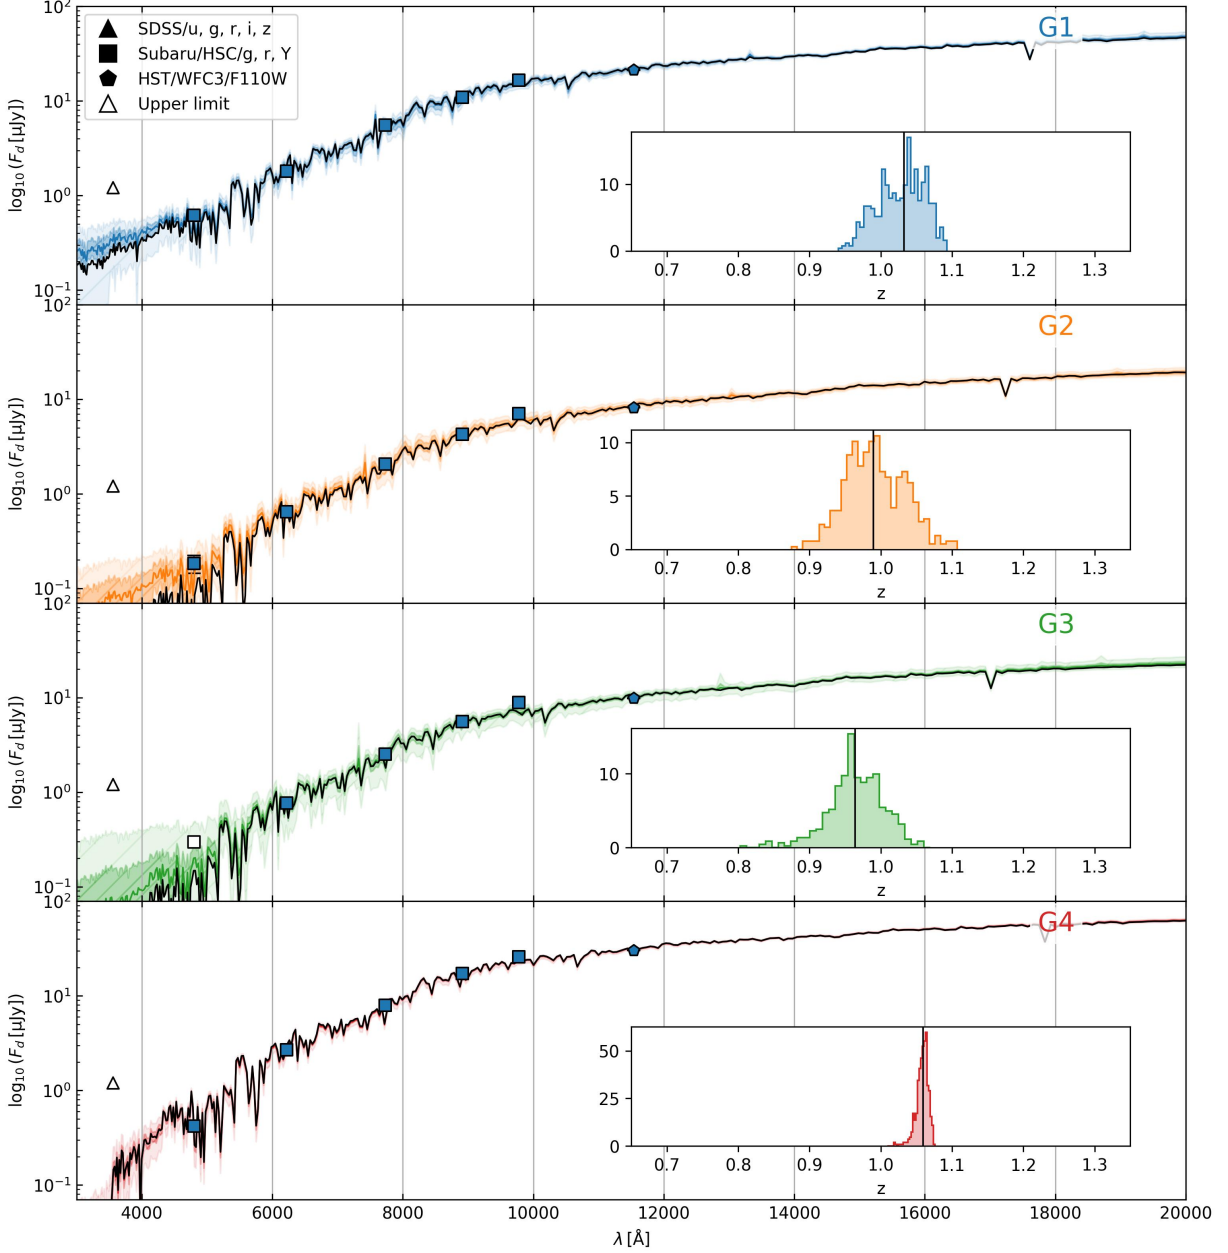 SDSS/u, g, r, i, z
Subaru/HSC/g, r, Y
HST/WFC3/F110W
Upper limit
G1
log₁₀(F_d [μJy])
10²
10¹
10⁰
10⁻¹
10
0
0.7 0.8 0.9 1.0 1.1 1.2 1.3
z
G2
log₁₀(F_d [μJy])
10²
10¹
10⁰
10⁻¹
10
5
0
0.7 0.8 0.9 1.0 1.1 1.2 1.3
z
G3
log₁₀(F_d [μJy])
10²
10¹
10⁰
10⁻¹
10
0
0.7 0.8 0.9 1.0 1.1 1.2 1.3
z
G4
log₁₀(F_d [μJy])
10²
10¹
10⁰
10⁻¹
50
25
0
0.7 0.8 0.9 1.0 1.1 1.2 1.3
z
4000 6000 8000 10000 12000 14000 16000 18000 20000
λ [Å]